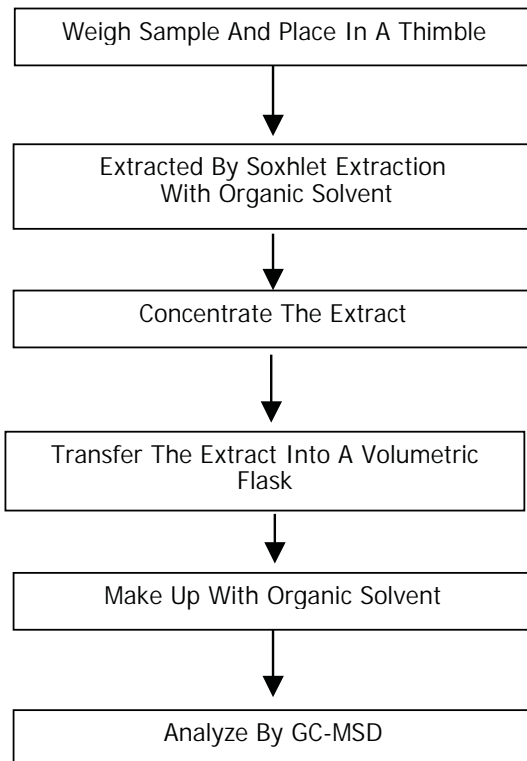 Weigh Sample And Place In A Thimble
Extracted By Soxhlet Extraction
With Organic Solvent
Concentrate The Extract
Transfer The Extract Into A Volumetric
Flask
Make Up With Organic Solvent
Analyze By GC-MSD